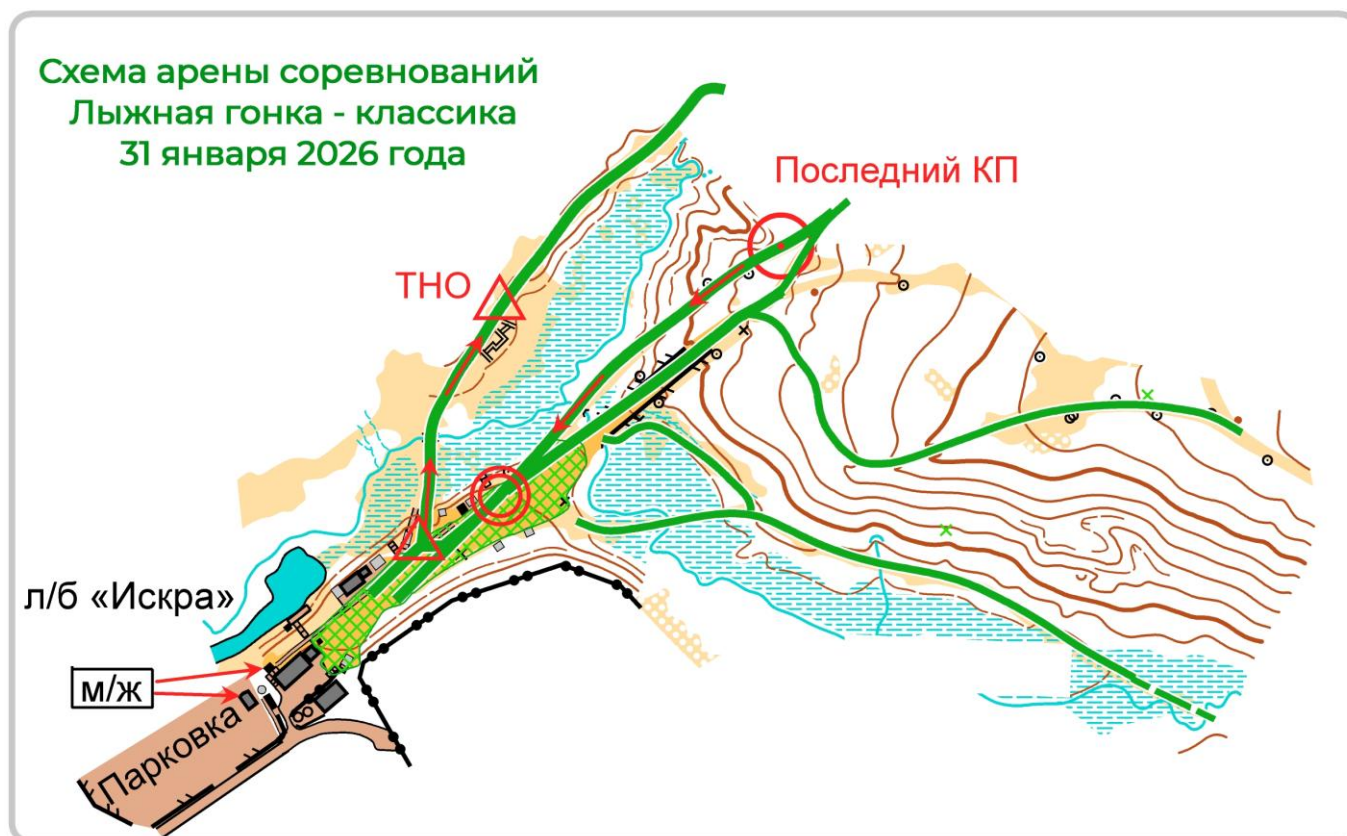 Схема арены соревнований
Лыжная гонка - классика
31 января 2026 года
Последний КП
ТНО
л/б «Искра»
м/ж
Парковка